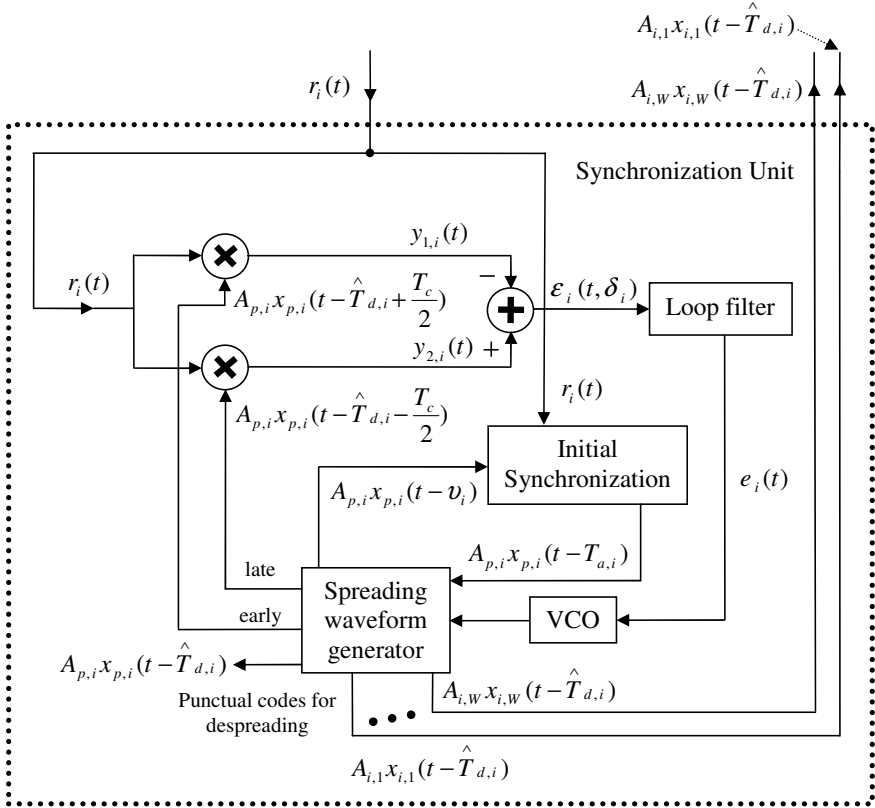 A_{i,1}x_{i,1}(t-\hat{T}_{d,i})
r_i(t)
A_{i,W}x_{i,W}(t-\hat{T}_{d,i})
Synchronization Unit
y_{1,i}(t)
r_i(t)
−
A_{p,i}x_{p,i}(t-\hat{T}_{d,i}+\frac{T_c}{2})
ε_i(t,δ_i)
Loop filter
y_{2,i}(t)
+
r_i(t)
A_{p,i}x_{p,i}(t-\hat{T}_{d,i}-\frac{T_c}{2})
Initial
Synchronization
A_{p,i}x_{p,i}(t-υ_i)
e_i(t)
A_{p,i}x_{p,i}(t-T_{a,i})
late
Spreading
waveform
generator
early
VCO
A_{p,i}x_{p,i}(t-\hat{T}_{d,i})
A_{i,W}x_{i,W}(t-\hat{T}_{d,i})
Punctual codes for
despreading
A_{i,1}x_{i,1}(t-\hat{T}_{d,i})